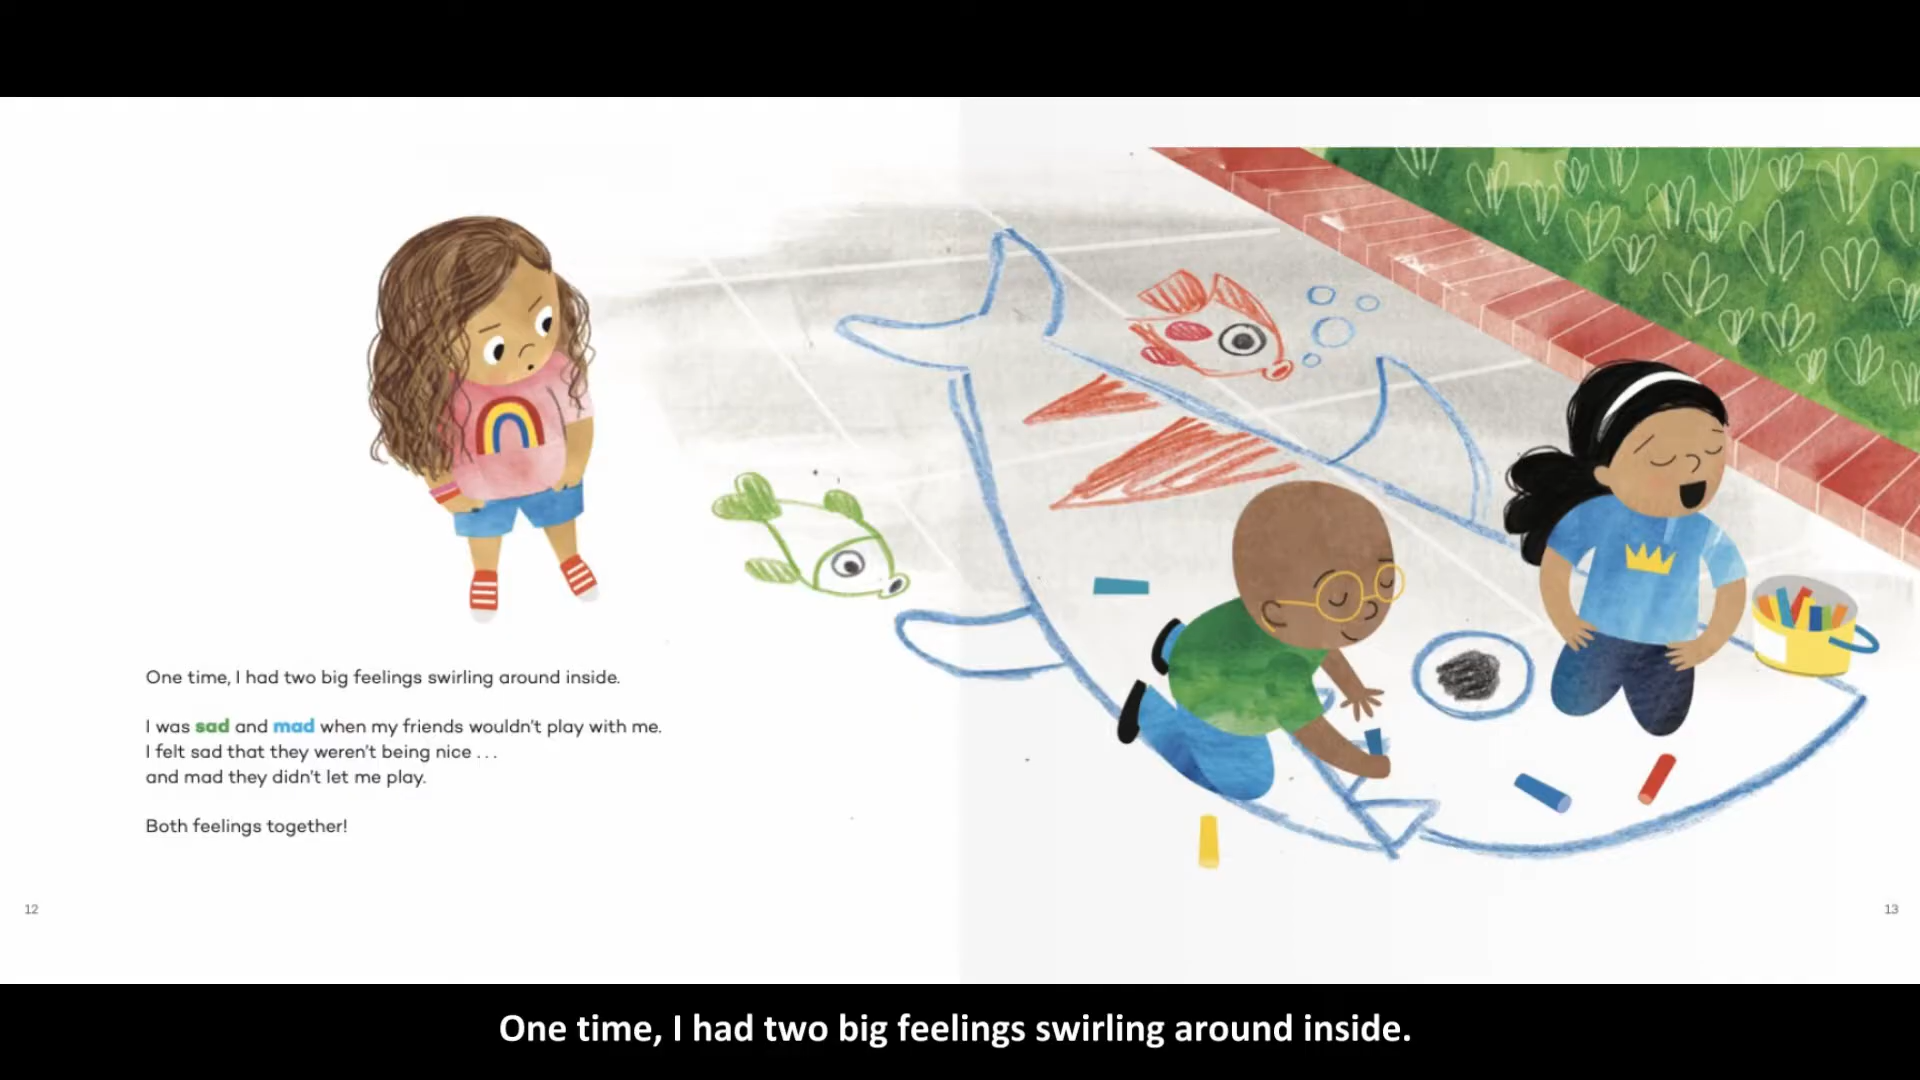 One time, I had two big feelings swirling around inside.
I was sad and mad when my friends wouldn't play with me.
I felt sad that they weren't being nice . . .
and mad they didn't let me play.
Both feelings together!
12
13
One time, I had two big feelings swirling around inside.